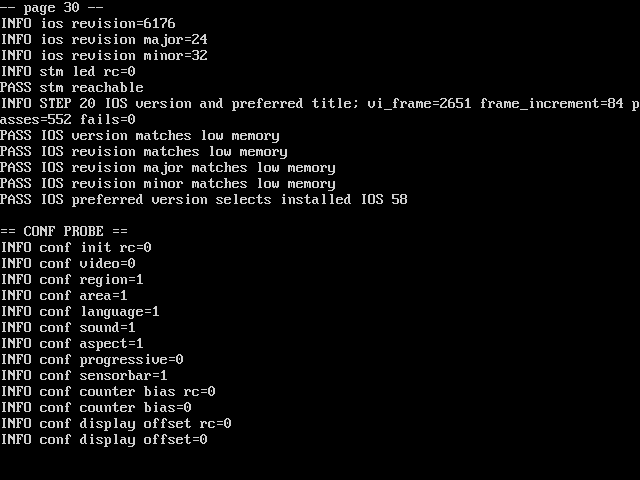 -- page 30 --
INFO ios revision=6176
INFO ios revision major=24
INFO ios revision minor=32
INFO stm led rc=0
PASS stm reachable
INFO STEP 20 IOS version and preferred title; vi_frame=2651 frame_increment=84 p
asses=552 fails=0
PASS IOS version matches low memory
PASS IOS revision matches low memory
PASS IOS revision major matches low memory
PASS IOS revision minor matches low memory
PASS IOS preferred version selects installed IOS 58

== CONF PROBE ==
INFO conf init rc=0
INFO conf video=0
INFO conf region=1
INFO conf area=1
INFO conf language=1
INFO conf sound=1
INFO conf aspect=1
INFO conf progressive=0
INFO conf sensorbar=1
INFO conf counter bias rc=0
INFO conf counter bias=0
INFO conf display offset rc=0
INFO conf display offset=0